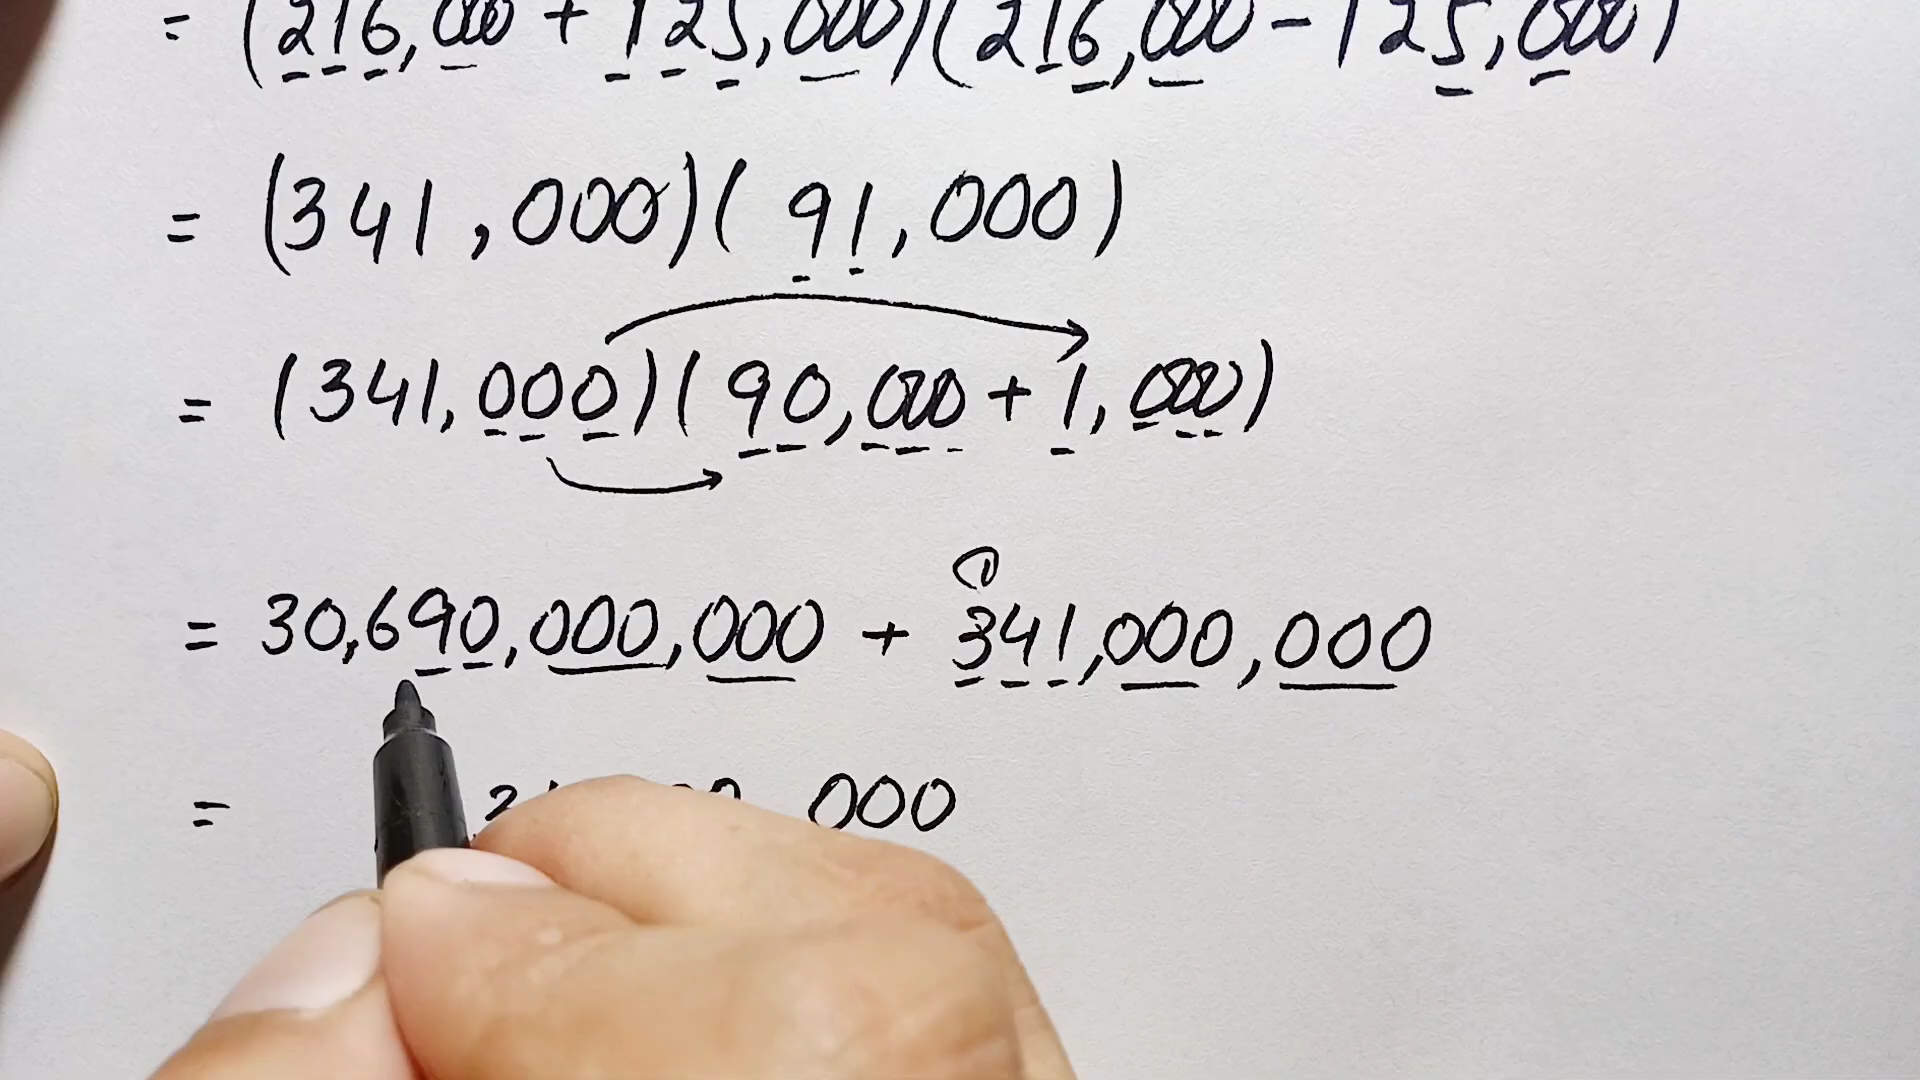 = (216,000 + 125,000)(216,000 - 125,000)
= (341,000)(91,000)
= (341,000)(90,000 + 1,000)
= 30,690,000,000 + 341,000,000
= 000